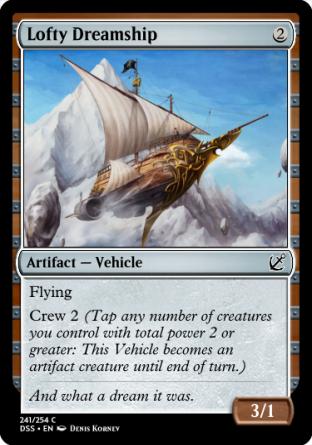 Lofty Dreamship 2
Artifact — Vehicle
Flying
Crew 2 (Tap any number of creatures
you control with total power 2 or
greater: This Vehicle becomes an
artifact creature until end of turn.)
And what a dream it was.
3/1
241/254 C
DSS • EN Denis Kornev